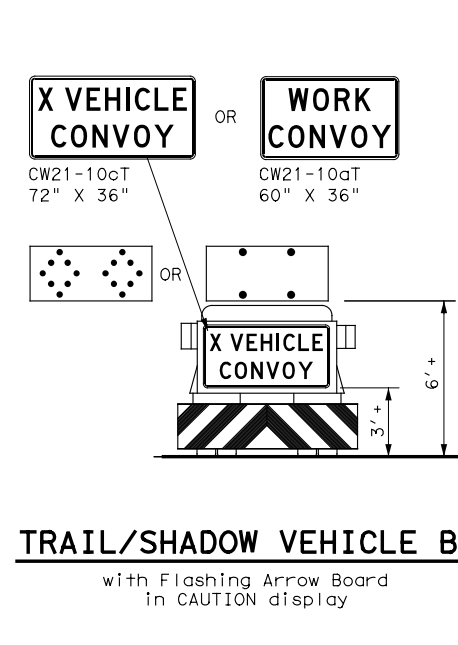 X VEHICLE
CONVOY
OR
WORK
CONVOY
CW21-10cT
72" X 36"
CW21-10aT
60" X 36"
OR
X VEHICLE
CONVOY
6'+
3'+
TRAIL/SHADOW VEHICLE B
with Flashing Arrow Board
in CAUTION display